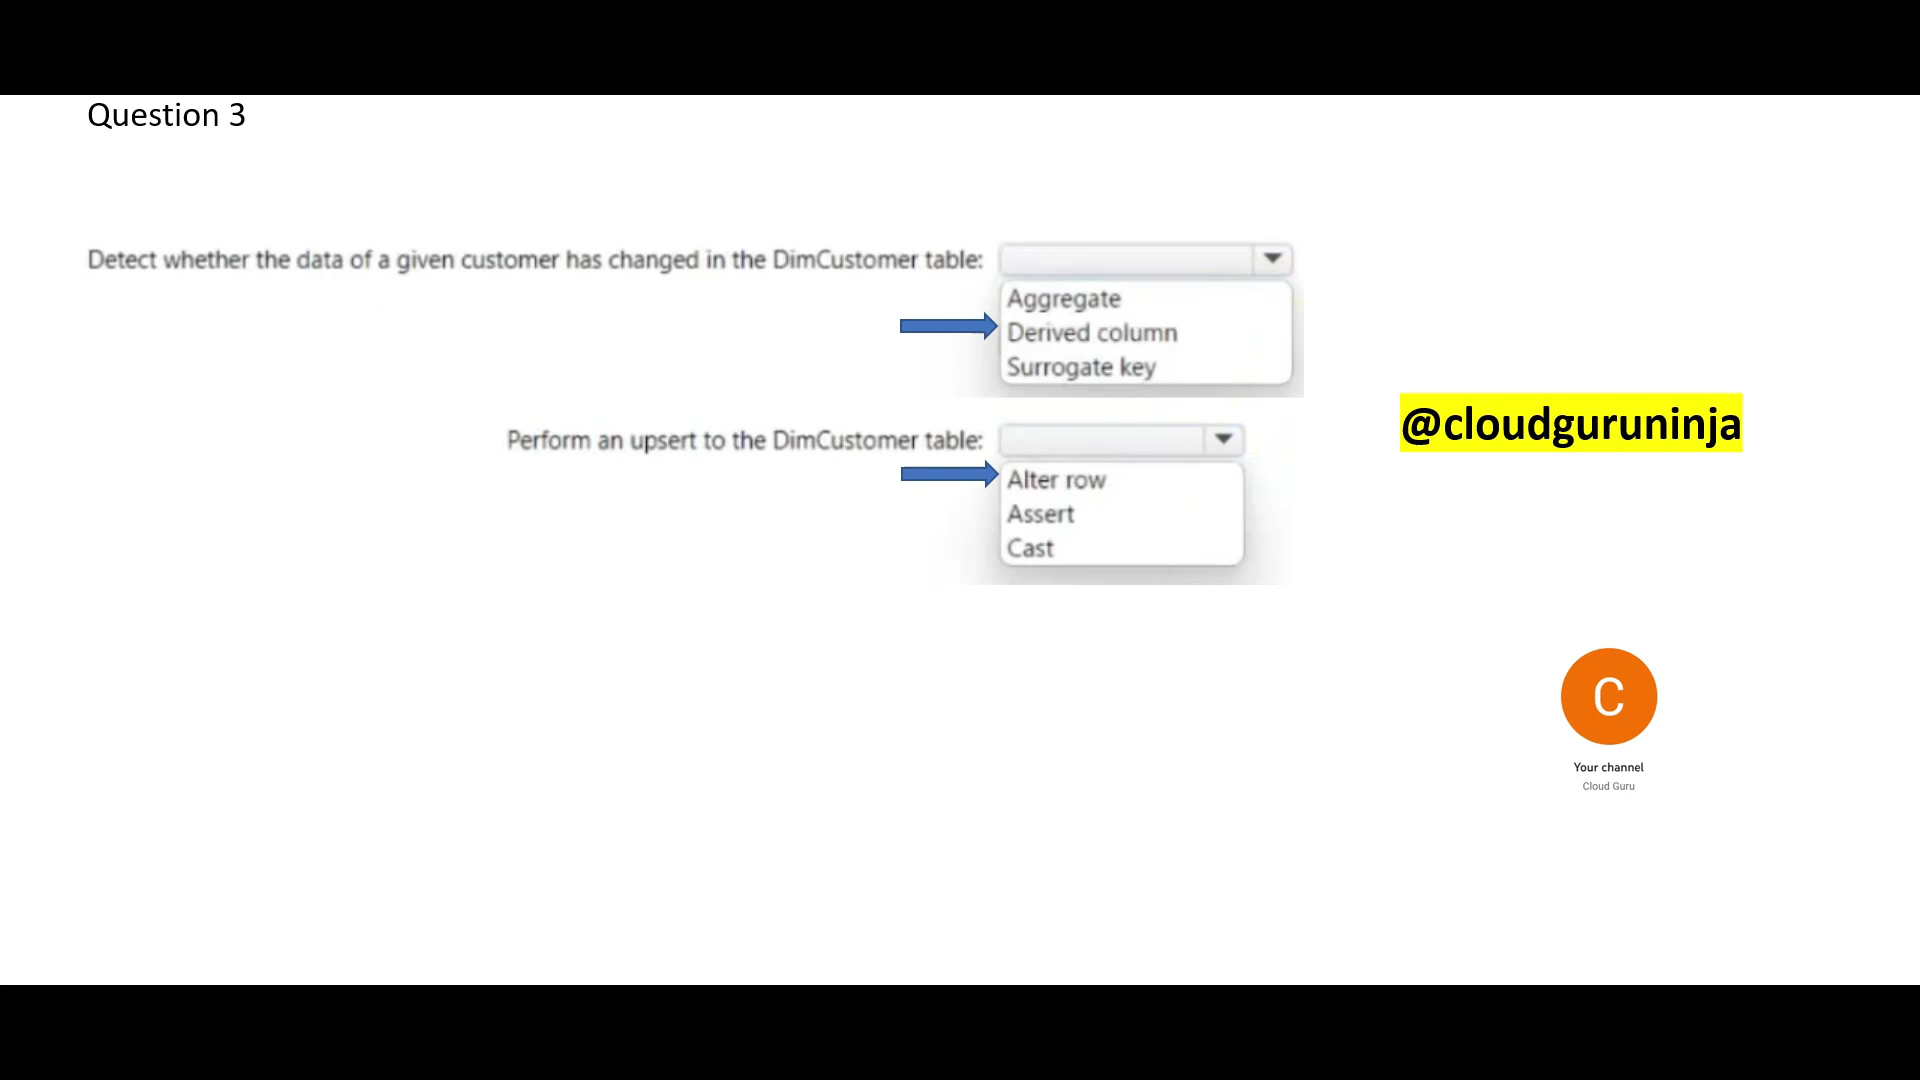 Question 3
Detect whether the data of a given customer has changed in the DimCustomer table:
Aggregate
Derived column
Surrogate key
@cloudguruninja
Perform an upsert to the DimCustomer table:
Alter row
Assert
Cast
C
Your channel
Cloud Guru